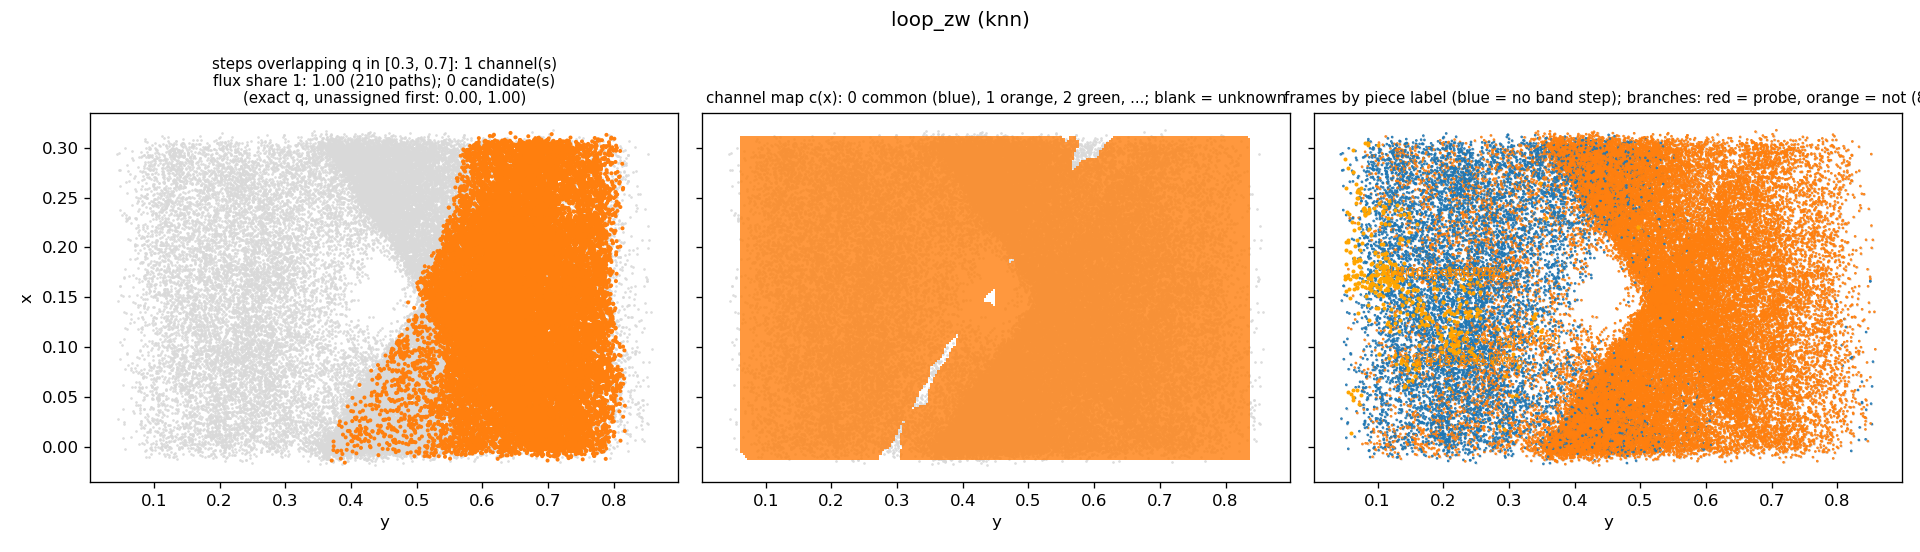 loop_zw (knn)
steps overlapping q in [0.3, 0.7]: 1 channel(s)
flux share 1: 1.00 (210 paths); 0 candidate(s)
(exact q, unassigned first: 0.00, 1.00)
channel map c(x): 0 common (blue), 1 orange, 2 green, ...; blank = unknown
frames by piece label (blue = no band step); branches: red = probe, orange = not (8
x
0.30
0.25
0.20
0.15
0.10
0.05
0.00
0.1 0.2 0.3 0.4 0.5 0.6 0.7 0.8
y
0.1 0.2 0.3 0.4 0.5 0.6 0.7 0.8
y
0.1 0.2 0.3 0.4 0.5 0.6 0.7 0.8
y